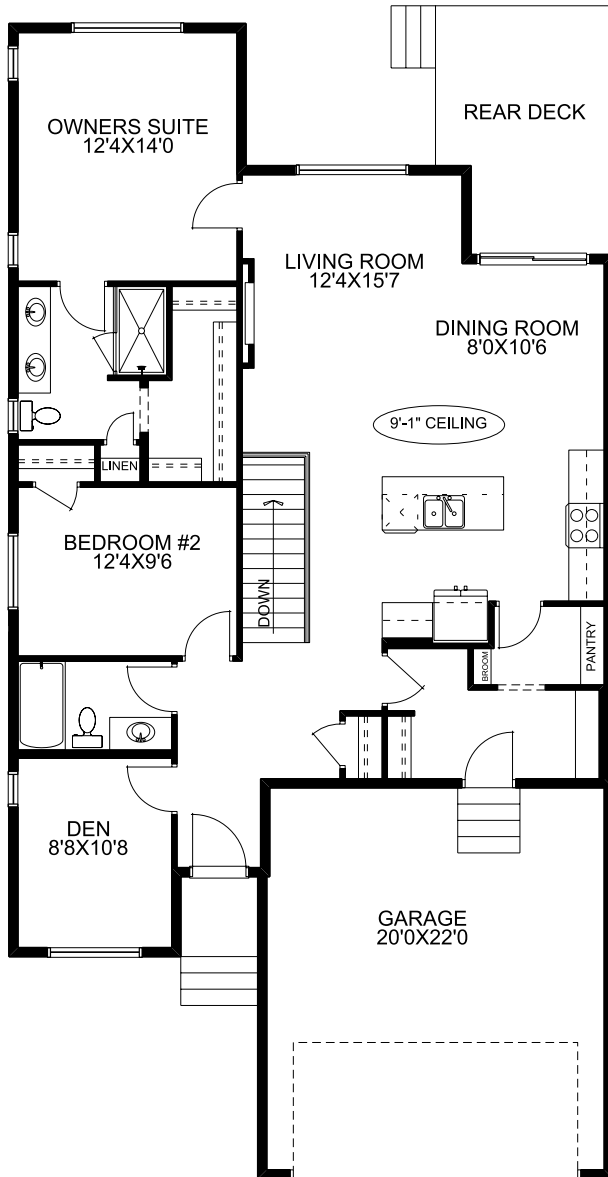 REAR DECK
OWNERS SUITE
12'4X14'0
LIVING ROOM
12'4X15'7
DINING ROOM
8'0X10'6
9'-1" CEILING
LINEN
BEDROOM #2
12'4X9'6
DOWN
BROOM
PANTRY
DEN
8'8X10'8
GARAGE
20'0X22'0